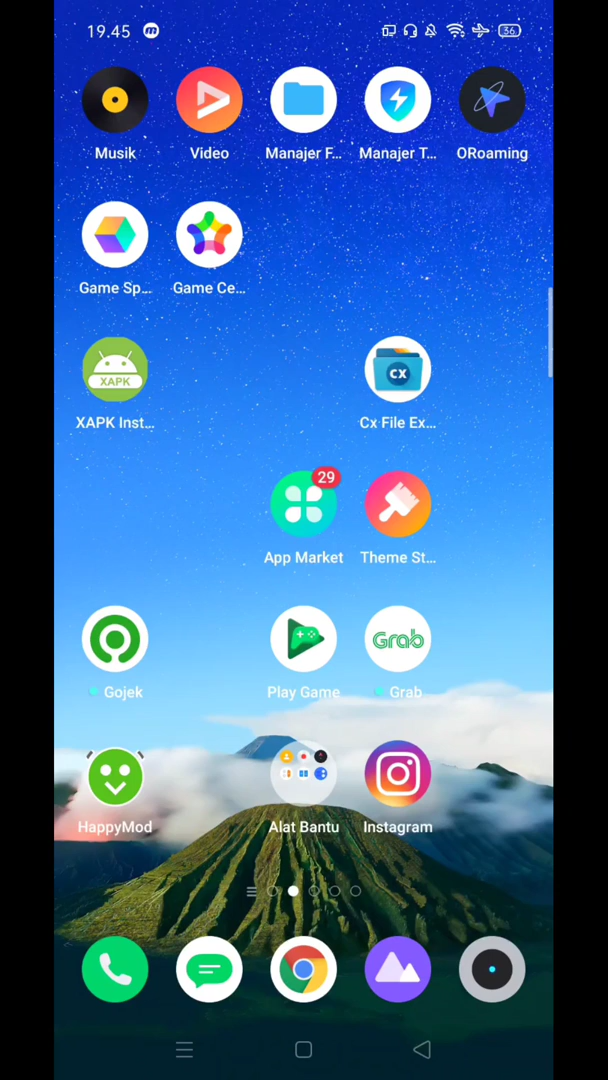 19.45
36
Musik
Video
Manajer F...
Manajer T...
ORoaming
Game Sp...
Game Ce...
XAPK
CX
XAPK Inst...
Cx File Ex...
29
App Market
Theme St...
Grab
Gojek
Play Game
Grab
HappyMod
Alat Bantu
Instagram